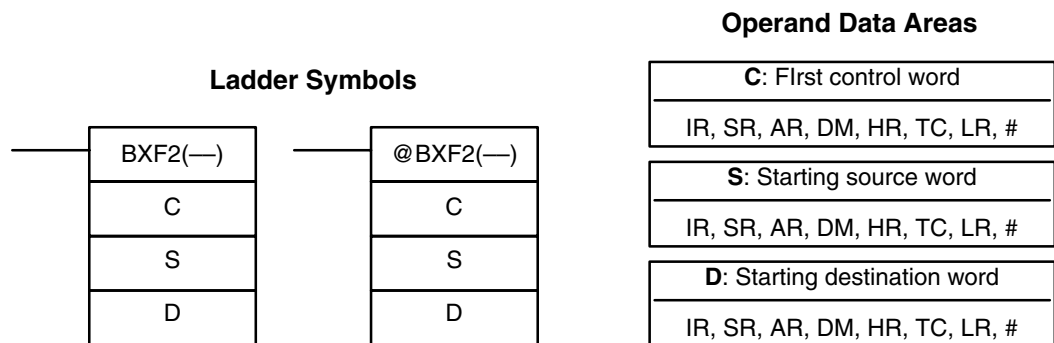 Operand Data Areas
Ladder Symbols
C: FIrst control word
IR, SR, AR, DM, HR, TC, LR, #
BXF2(––)
@BXF2(––)
S: Starting source word
C
C
IR, SR, AR, DM, HR, TC, LR, #
S
S
D: Starting destination word
D
D
IR, SR, AR, DM, HR, TC, LR, #